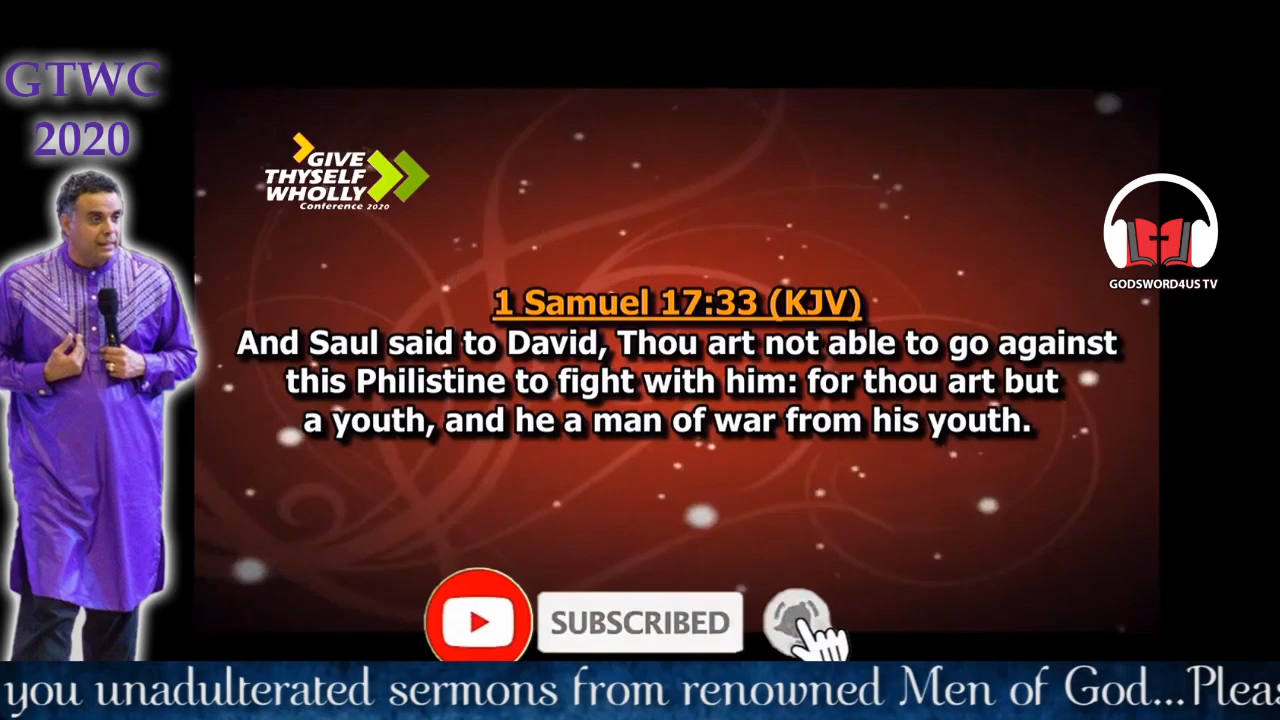 GTWC
2020
GIVE
THYSELF
WHOLLY
Conference 2020
GODSWORD4US TV
1 Samuel 17:33 (KJV)
And Saul said to David, Thou art not able to go against
this Philistine to fight with him: for thou art but
a youth, and he a man of war from his youth.
SUBSCRIBED
you unadulterated sermons from renowned Men of God...Pleas